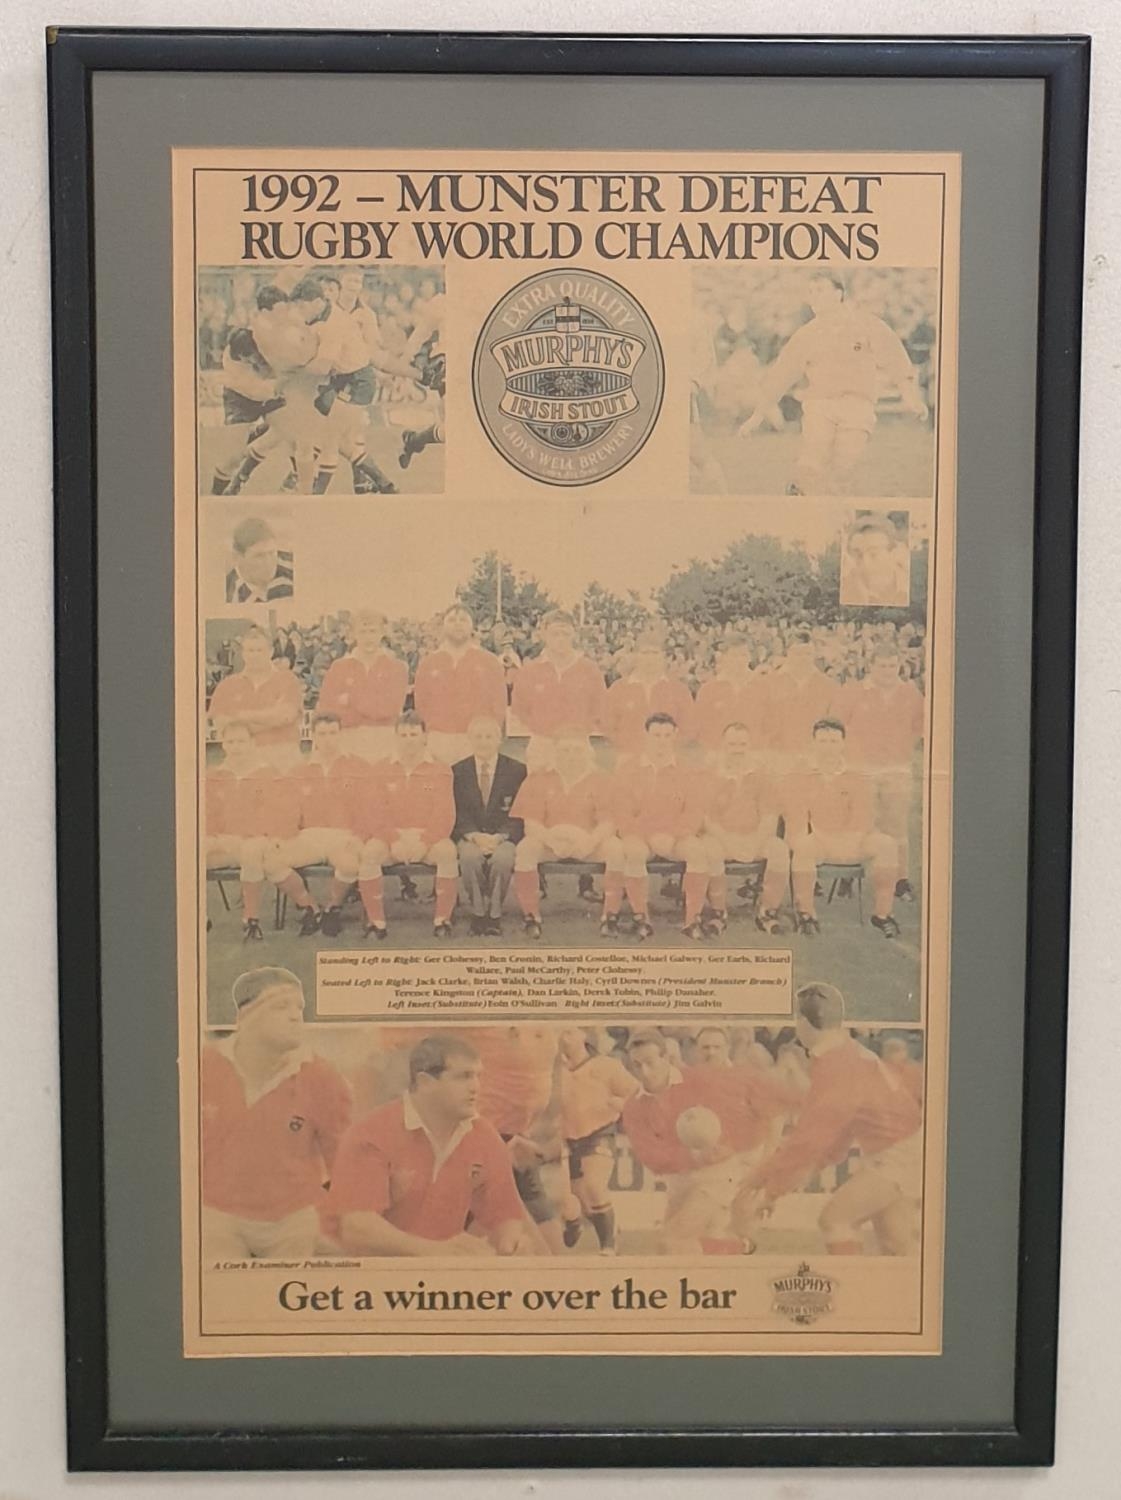 1992 – MUNSTER DEFEAT
RUGBY WORLD CHAMPIONS
EXTRA QUALITY
MURPHY'S
IRISH STOUT
LADY'S WELL BREWERY
Standing Left to Right: Ger Clohessy, Ben Cronin, Richard Costelloe, Michael Galwey, Ger Earls, Richard
Wallace, Paul McCarthy, Peter Clohessy.
Seated Left to Right: Jack Clarke, Brian Walsh, Charlie Haly, Cyril Downes (President Munster Branch)
Terence Kingston (Captain), Dan Larkin, Derek Tobin, Philip Danaher.
Left Inset:(Substitute) Eoin O'Sullivan Right Inset:(Substitute) Jim Galvin
A Cork Examiner Publication
Get a winner over the bar
MURPHY'S
IRISH STOUT